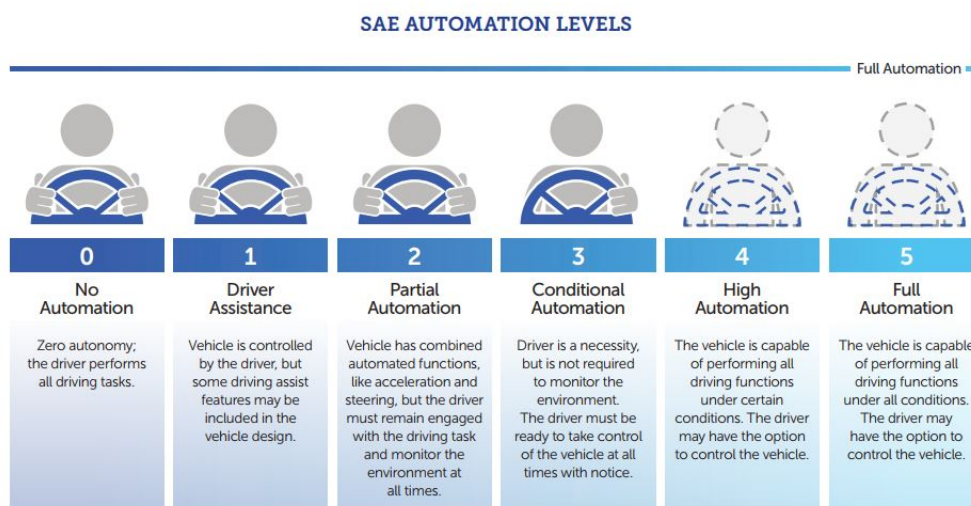 SAE AUTOMATION LEVELS
Full Automation
0
No
Automation
Zero autonomy;
the driver performs
all driving tasks.
1
Driver
Assistance
Vehicle is controlled
by the driver, but
some driving assist
features may be
included in the
vehicle design.
2
Partial
Automation
Vehicle has combined
automated functions,
like acceleration and
steering, but the driver
must remain engaged
with the driving task
and monitor the
environment at
all times.
3
Conditional
Automation
Driver is a necessity,
but is not required
to monitor the
environment.
The driver must be
ready to take control
of the vehicle at all
times with notice.
4
High
Automation
The vehicle is capable
of performing all
driving functions
under certain
conditions. The driver
may have the option
to control the vehicle.
5
Full
Automation
The vehicle is capable
of performing all
driving functions
under all conditions.
The driver may
have the option to
control the vehicle.